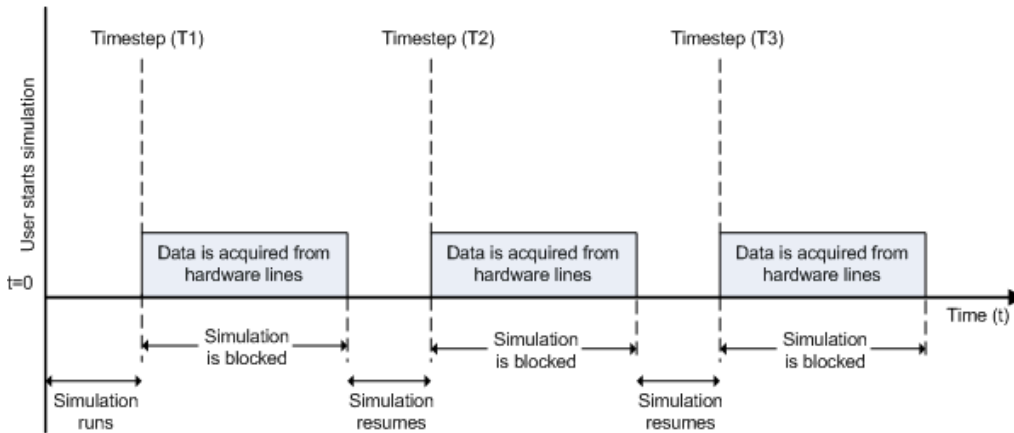 Timestep (T1)
Timestep (T2)
Timestep (T3)
User starts simulation
Data is acquired from
hardware lines
Data is acquired from
hardware lines
Data is acquired from
hardware lines
t=0
Time (t)
Simulation
is blocked
Simulation
is blocked
Simulation
is blocked
Simulation
runs
Simulation
resumes
Simulation
resumes